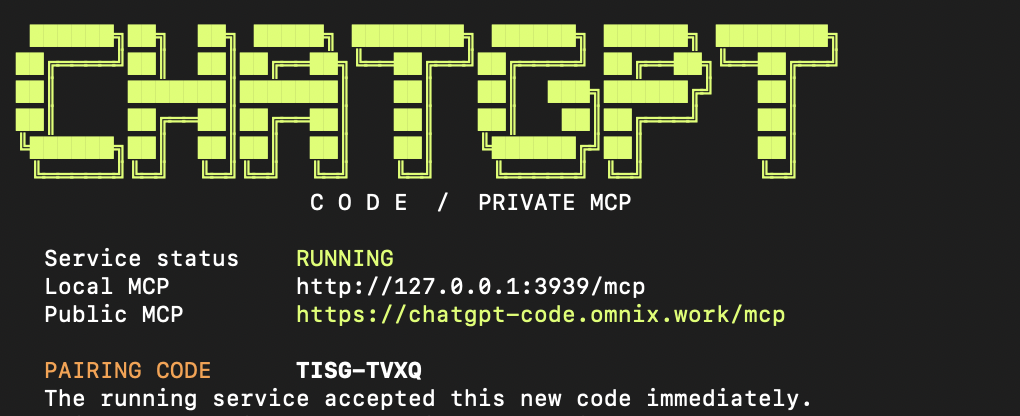 CHATGPT
C O D E / PRIVATE MCP
Service status RUNNING
Local MCP http://127.0.0.1:3939/mcp
Public MCP https://chatgpt-code.omnix.work/mcp
PAIRING CODE TISG-TVXQ
The running service accepted this new code immediately.